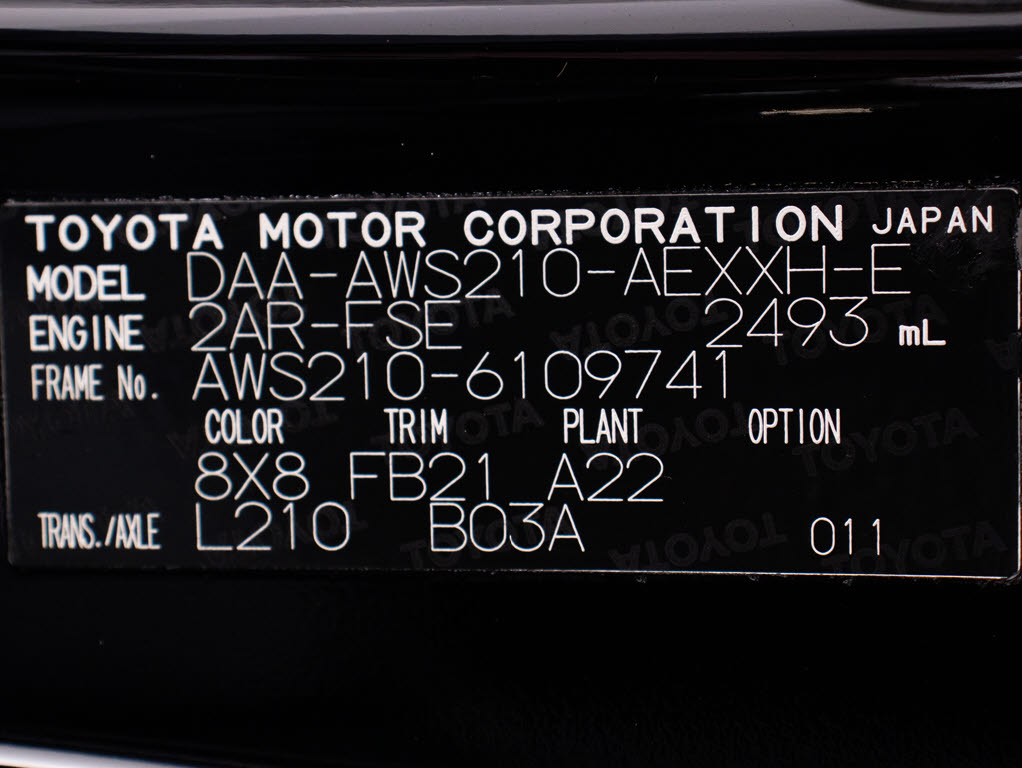 TOYOTA MOTOR CORPORATION JAPAN
MODEL DAA-AWS210-AEXXH-E
ENGINE 2AR-FSE 2493 mL
FRAME No. AWS210-6109741
COLOR TRIM PLANT OPTION
8X8 FB21 A22
TRANS./AXLE L210 B03A 011